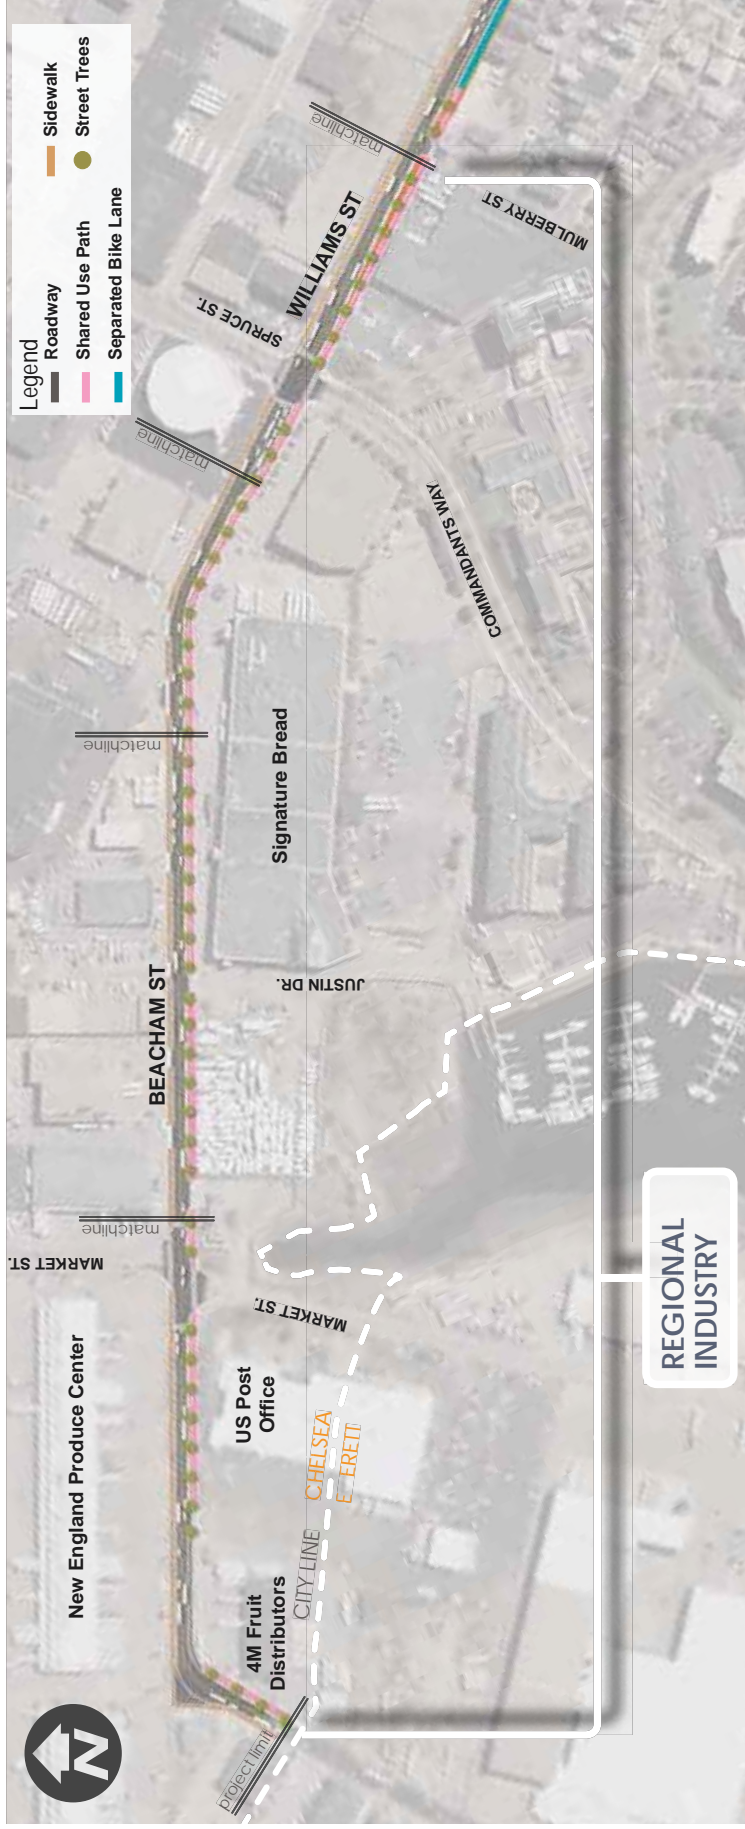 Legend
Roadway
Sidewalk
Shared Use Path
Street Trees
Separated Bike Lane
New England Produce Center
MARKET ST.
matchline
BEACHAM ST
matchline
matchline
SPRUCE ST.
WILLIAMS ST
matchline
MULBERRY ST
project limit
4M Fruit
Distributors
CITY LINE
US Post
Office
CHELSEA
E ERETT
MARKET ST.
JUSTIN DR.
Signature Bread
COMMANDANTS WAY
REGIONAL
INDUSTRY
N